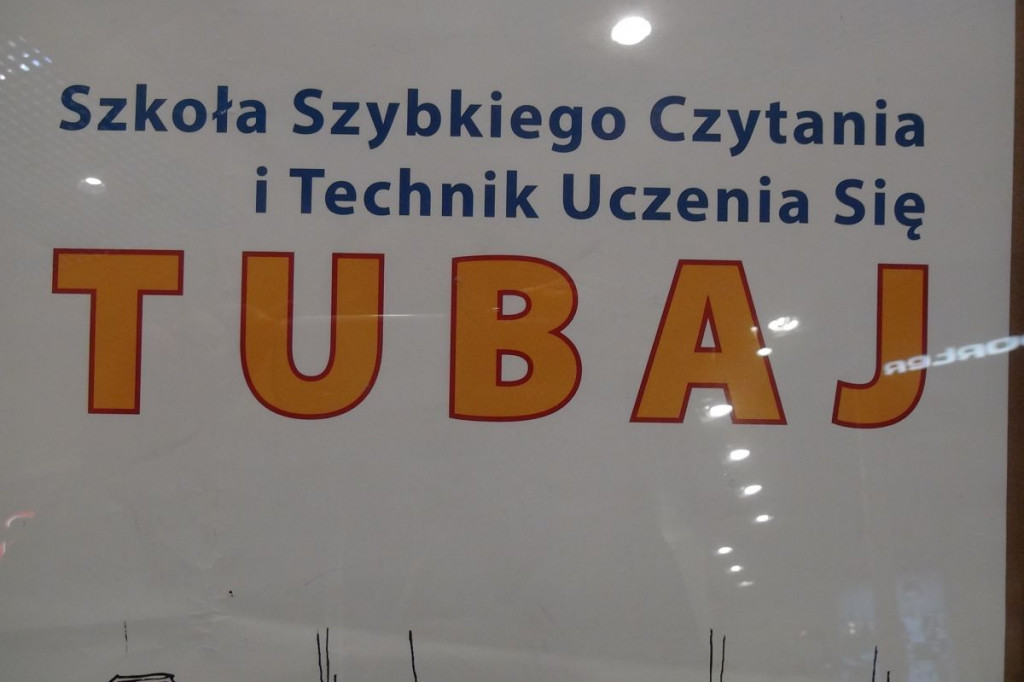 Szkoła Szybkiego Czytania
i Technik Uczenia Się
TUBAJ